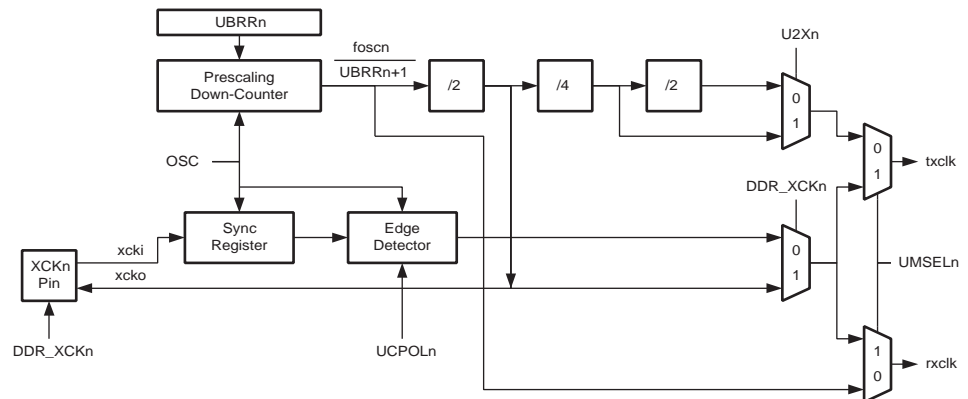 UBRRn
foscn
U2Xn
Prescaling
Down-Counter
UBRRn+1
/2
/4
/2
0
1
OSC
0
1
txclk
DDR_XCKn
Sync
Register
Edge
Detector
xcki
0
1
XCKn
Pin
xcko
UMSELn
DDR_XCKn
UCPOLn
1
0
rxclk